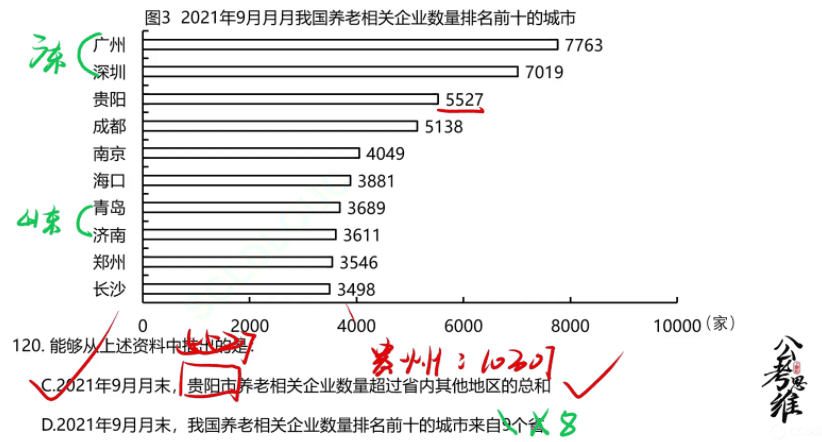 图3 2021年9月月月我国养老相关企业数量排名前十的城市
广东
广州 7763
深圳 7019
贵阳 5527
成都 5138
南京 4049
海口 3881
山东
青岛 3689
济南 3611
郑州 3546
长沙 3498
0 2000 4000 6000 8000 10000 (家)
5527
120. 能够从上述资料中推出的是:
贵州:1030刀
C.2021年9月月末，贵阳市养老相关企业数量超过省内其他地区的总和
D.2021年9月月末，我国养老相关企业数量排名前十的城市来自9个省 8
公考思维